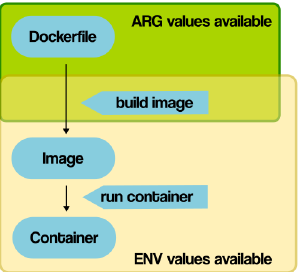 ARG values available
Dockerfile
build image
Image
run container
Container
ENV values available